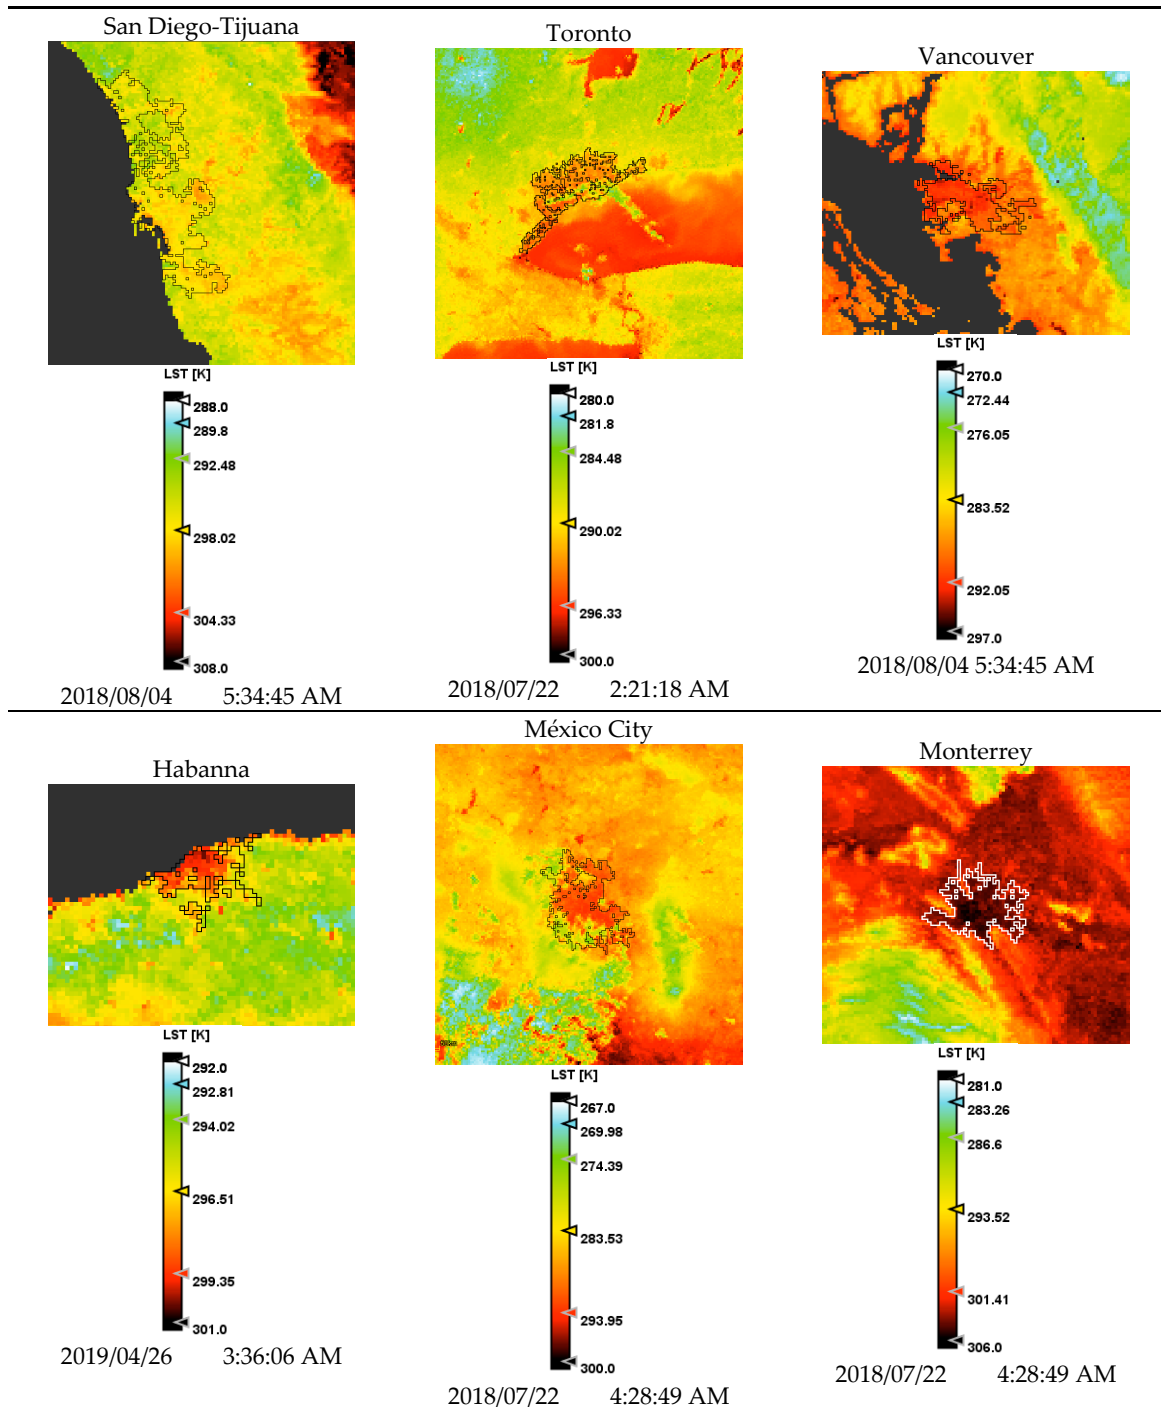 San Diego-Tijuana
Toronto
Vancouver
LST [K]
288.0
289.8
292.48
298.02
304.33
308.0
2018/08/04 5:34:45 AM
LST [K]
280.0
281.8
284.48
290.02
296.33
300.0
2018/07/22 2:21:18 AM
LST [K]
270.0
272.44
276.05
283.52
292.05
297.0
2018/08/04 5:34:45 AM
Habanna
México City
Monterrey
LST [K]
292.0
292.81
294.02
296.51
299.35
301.0
2019/04/26 3:36:06 AM
LST [K]
267.0
269.98
274.39
283.53
293.95
300.0
2018/07/22 4:28:49 AM
LST [K]
281.0
283.26
286.6
293.52
301.41
306.0
2018/07/22 4:28:49 AM